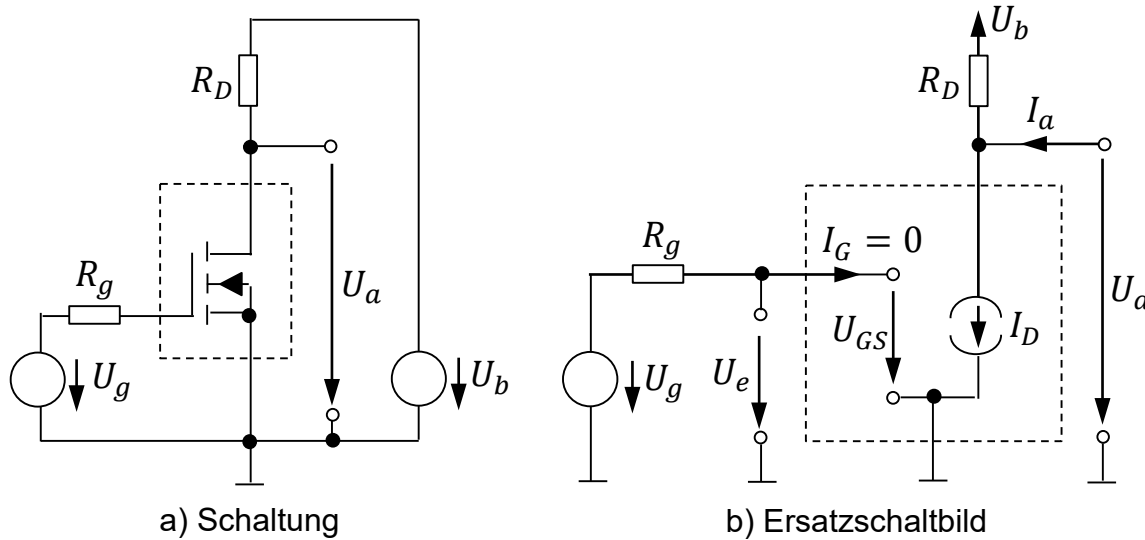 R_D
R_g
U_g
U_a
U_b
a) Schaltung
U_b
R_D
I_a
R_g
I_G = 0
U_g
U_e
U_GS
I_D
U_a
b) Ersatzschaltbild